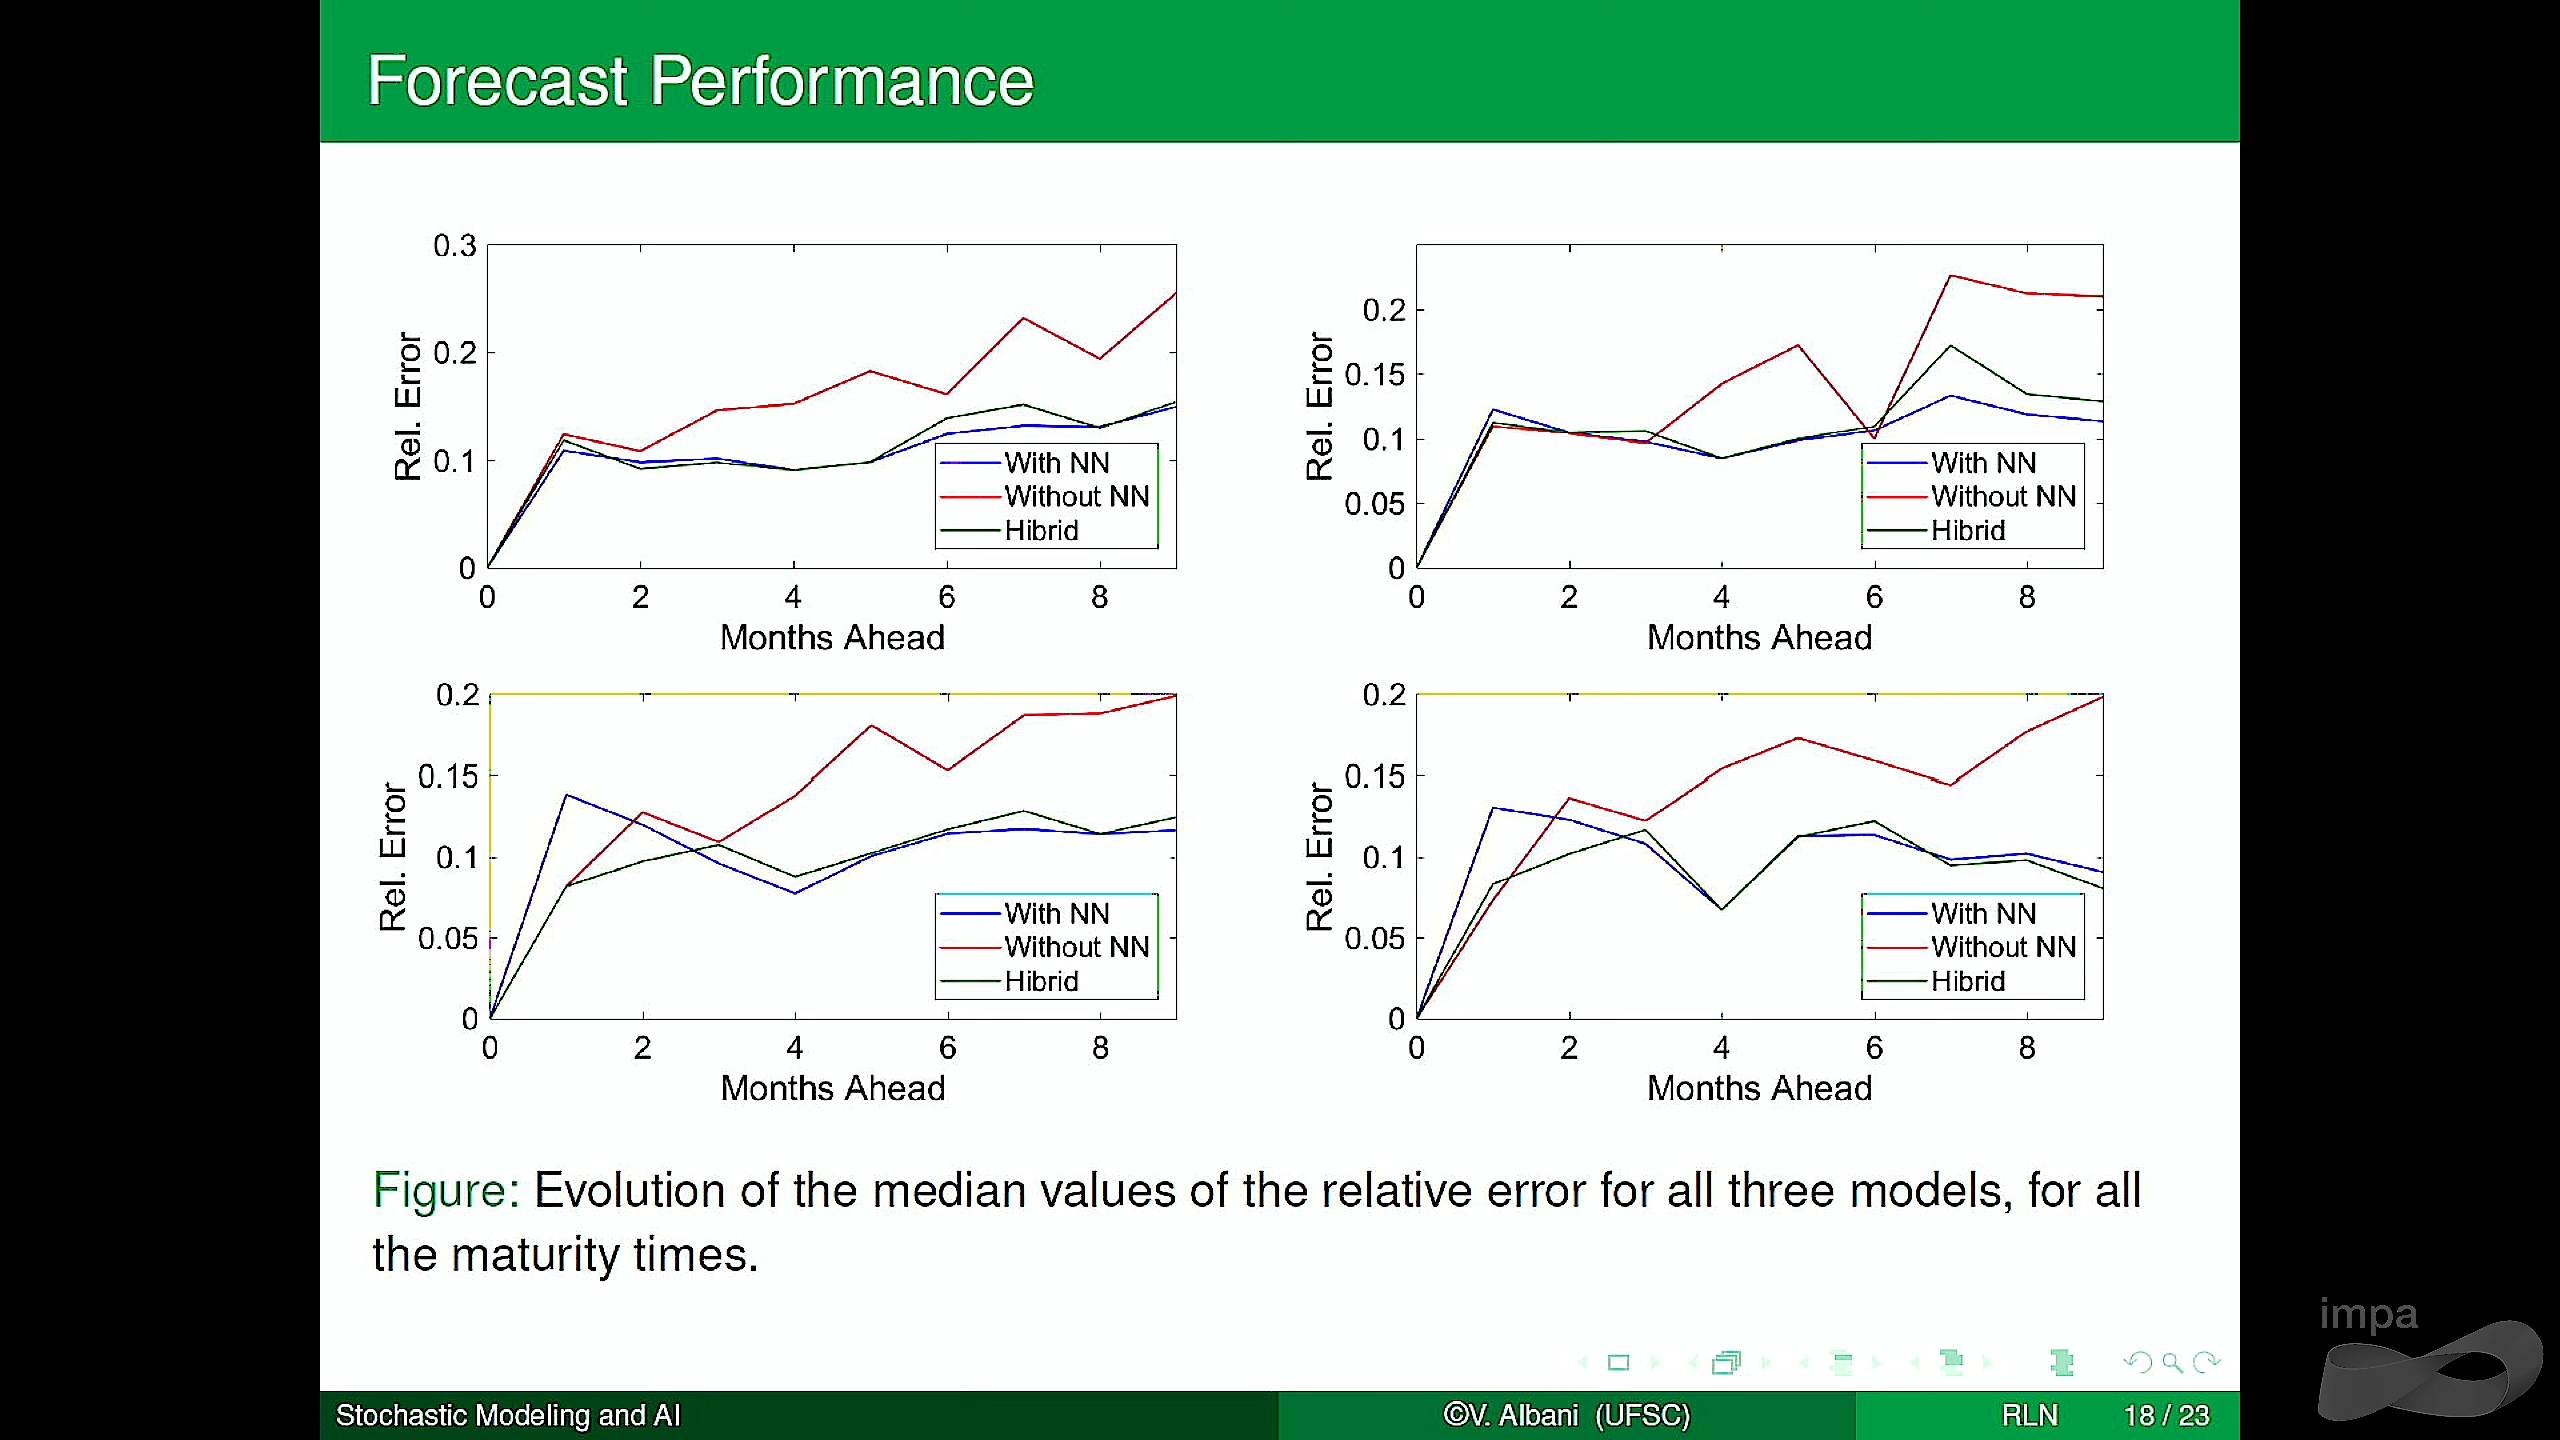 Forecast Performance
0.3
0.2
0.1
0
Rel. Error
0 2 4 6 8
Months Ahead
With NN
Without NN
Hibrid
0.2
0.15
0.1
0.05
0
Rel. Error
0 2 4 6 8
Months Ahead
With NN
Without NN
Hibrid
0.2
0.15
0.1
0.05
0
Rel. Error
0 2 4 6 8
Months Ahead
With NN
Without NN
Hibrid
0.2
0.15
0.1
0.05
0
Rel. Error
0 2 4 6 8
Months Ahead
With NN
Without NN
Hibrid
Figure: Evolution of the median values of the relative error for all three models, for all
the maturity times.
impa
Stochastic Modeling and AI ©V. Albani (UFSC) RLN 18 / 23